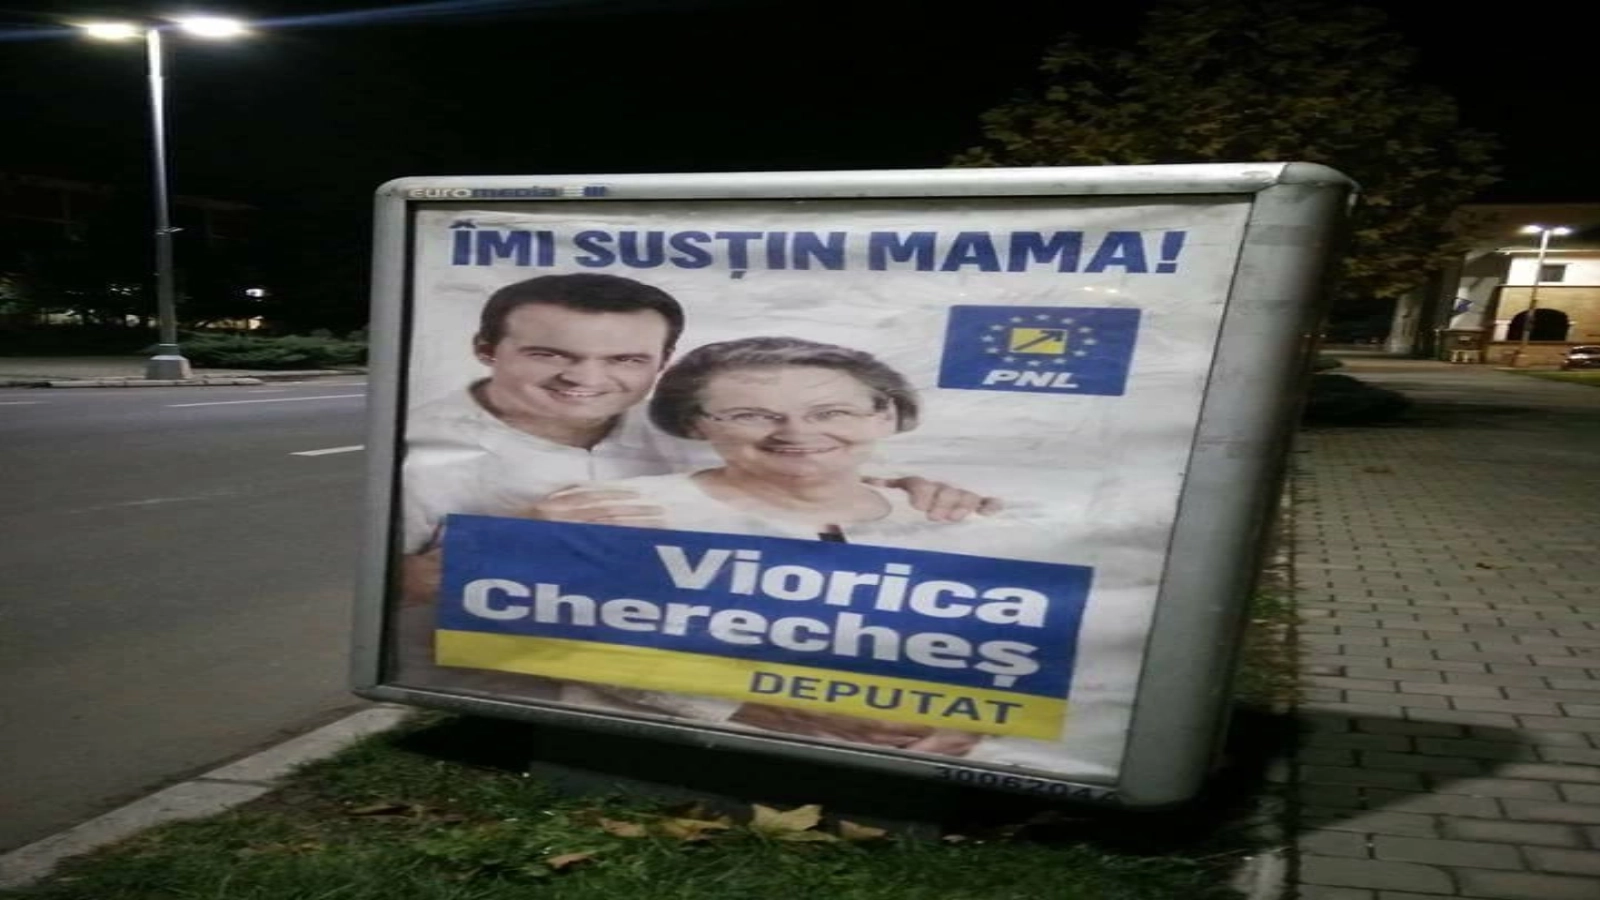 euromedia
ÎMI SUSȚIN MAMA!
PNL
Viorica
Cherecheș
DEPUTAT